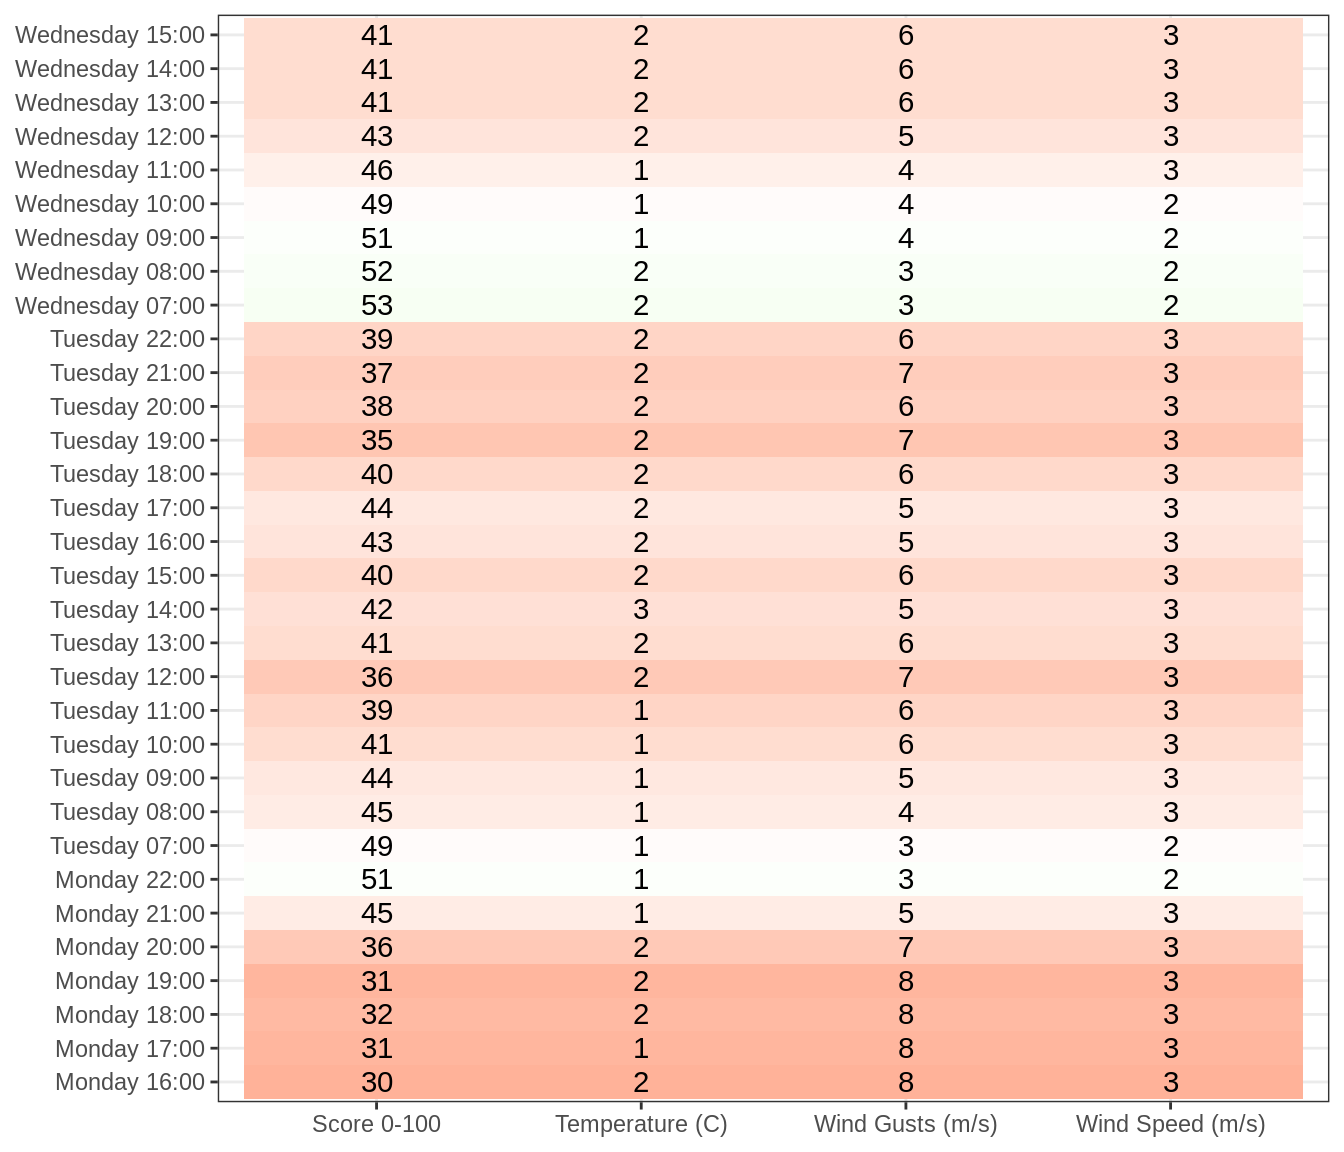 Wednesday 15:00 41 2 6 3
Wednesday 14:00 41 2 6 3
Wednesday 13:00 41 2 6 3
Wednesday 12:00 43 2 5 3
Wednesday 11:00 46 1 4 3
Wednesday 10:00 49 1 4 2
Wednesday 09:00 51 1 4 2
Wednesday 08:00 52 2 3 2
Wednesday 07:00 53 2 3 2
Tuesday 22:00 39 2 6 3
Tuesday 21:00 37 2 7 3
Tuesday 20:00 38 2 6 3
Tuesday 19:00 35 2 7 3
Tuesday 18:00 40 2 6 3
Tuesday 17:00 44 2 5 3
Tuesday 16:00 43 2 5 3
Tuesday 15:00 40 2 6 3
Tuesday 14:00 42 3 5 3
Tuesday 13:00 41 2 6 3
Tuesday 12:00 36 2 7 3
Tuesday 11:00 39 1 6 3
Tuesday 10:00 41 1 6 3
Tuesday 09:00 44 1 5 3
Tuesday 08:00 45 1 4 3
Tuesday 07:00 49 1 3 2
Monday 22:00 51 1 3 2
Monday 21:00 45 1 5 3
Monday 20:00 36 2 7 3
Monday 19:00 31 2 8 3
Monday 18:00 32 2 8 3
Monday 17:00 31 1 8 3
Monday 16:00 30 2 8 3
Score 0-100 Temperature (C) Wind Gusts (m/s) Wind Speed (m/s)